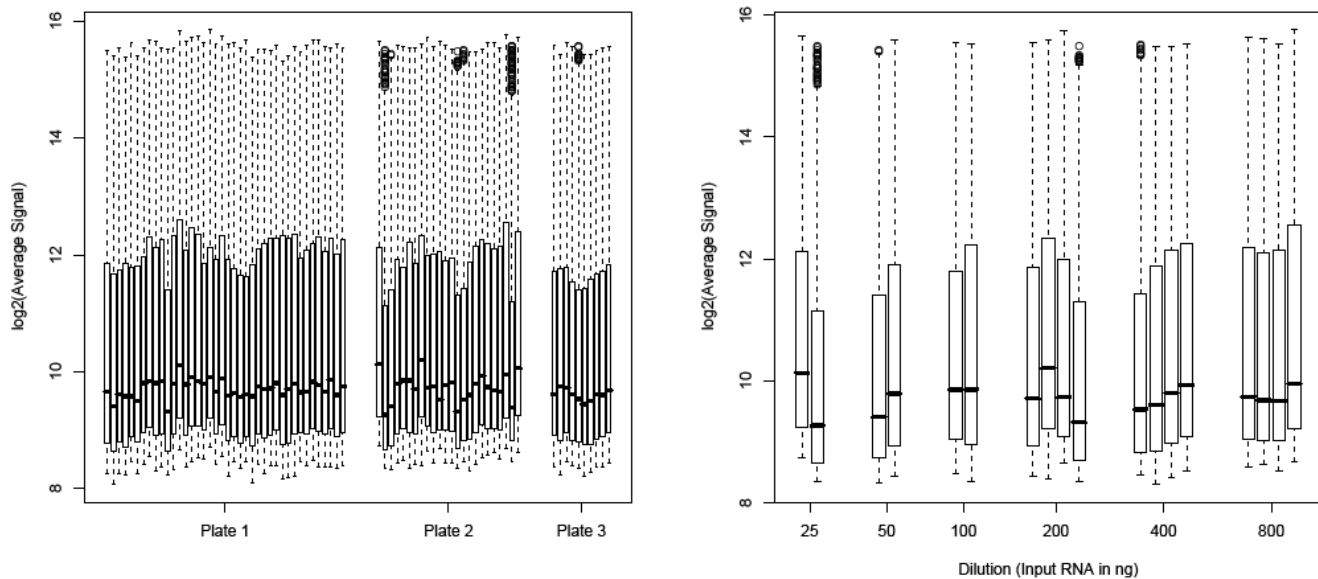 log2(Average Signal)
16
14
12
10
8
Plate 1 Plate 2 Plate 3
log2(Average Signal)
16
14
12
10
8
25 50 100 200 400 800
Dilution (Input RNA in ng)